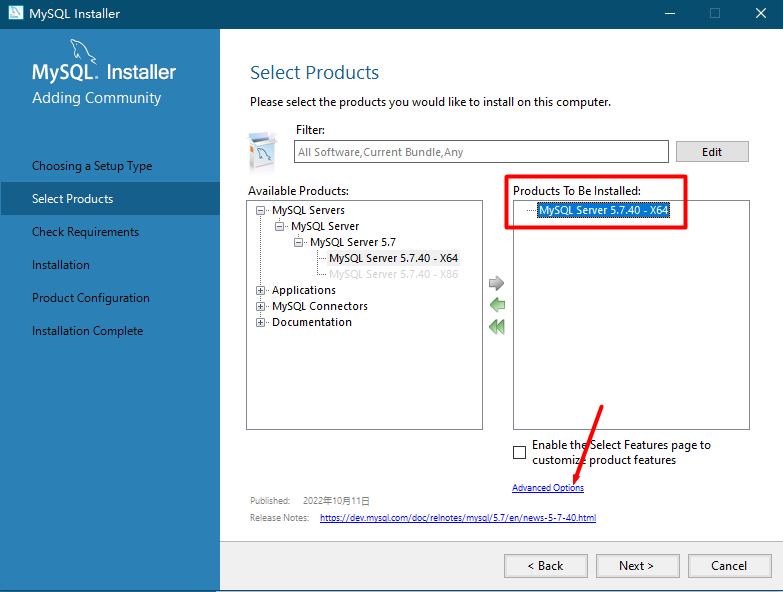 MySQL Installer
MySQL. Installer
Adding Community
Choosing a Setup Type
Select Products
Check Requirements
Installation
Product Configuration
Installation Complete
Select Products
Please select the products you would like to install on this computer.
Filter:
All Software,Current Bundle,Any
Edit
Available Products:
MySQL Servers
MySQL Server
MySQL Server 5.7
MySQL Server 5.7.40 - X64
MySQL Server 5.7.40 - X86
Applications
MySQL Connectors
Documentation
Products To Be Installed:
MySQL Server 5.7.40 - X64
Enable the Select Features page to
customize product features
Advanced Options
Published: 2022年10月11日
Release Notes: https://dev.mysql.com/doc/relnotes/mysql/5.7/en/news-5-7-40.html
< Back
Next >
Cancel